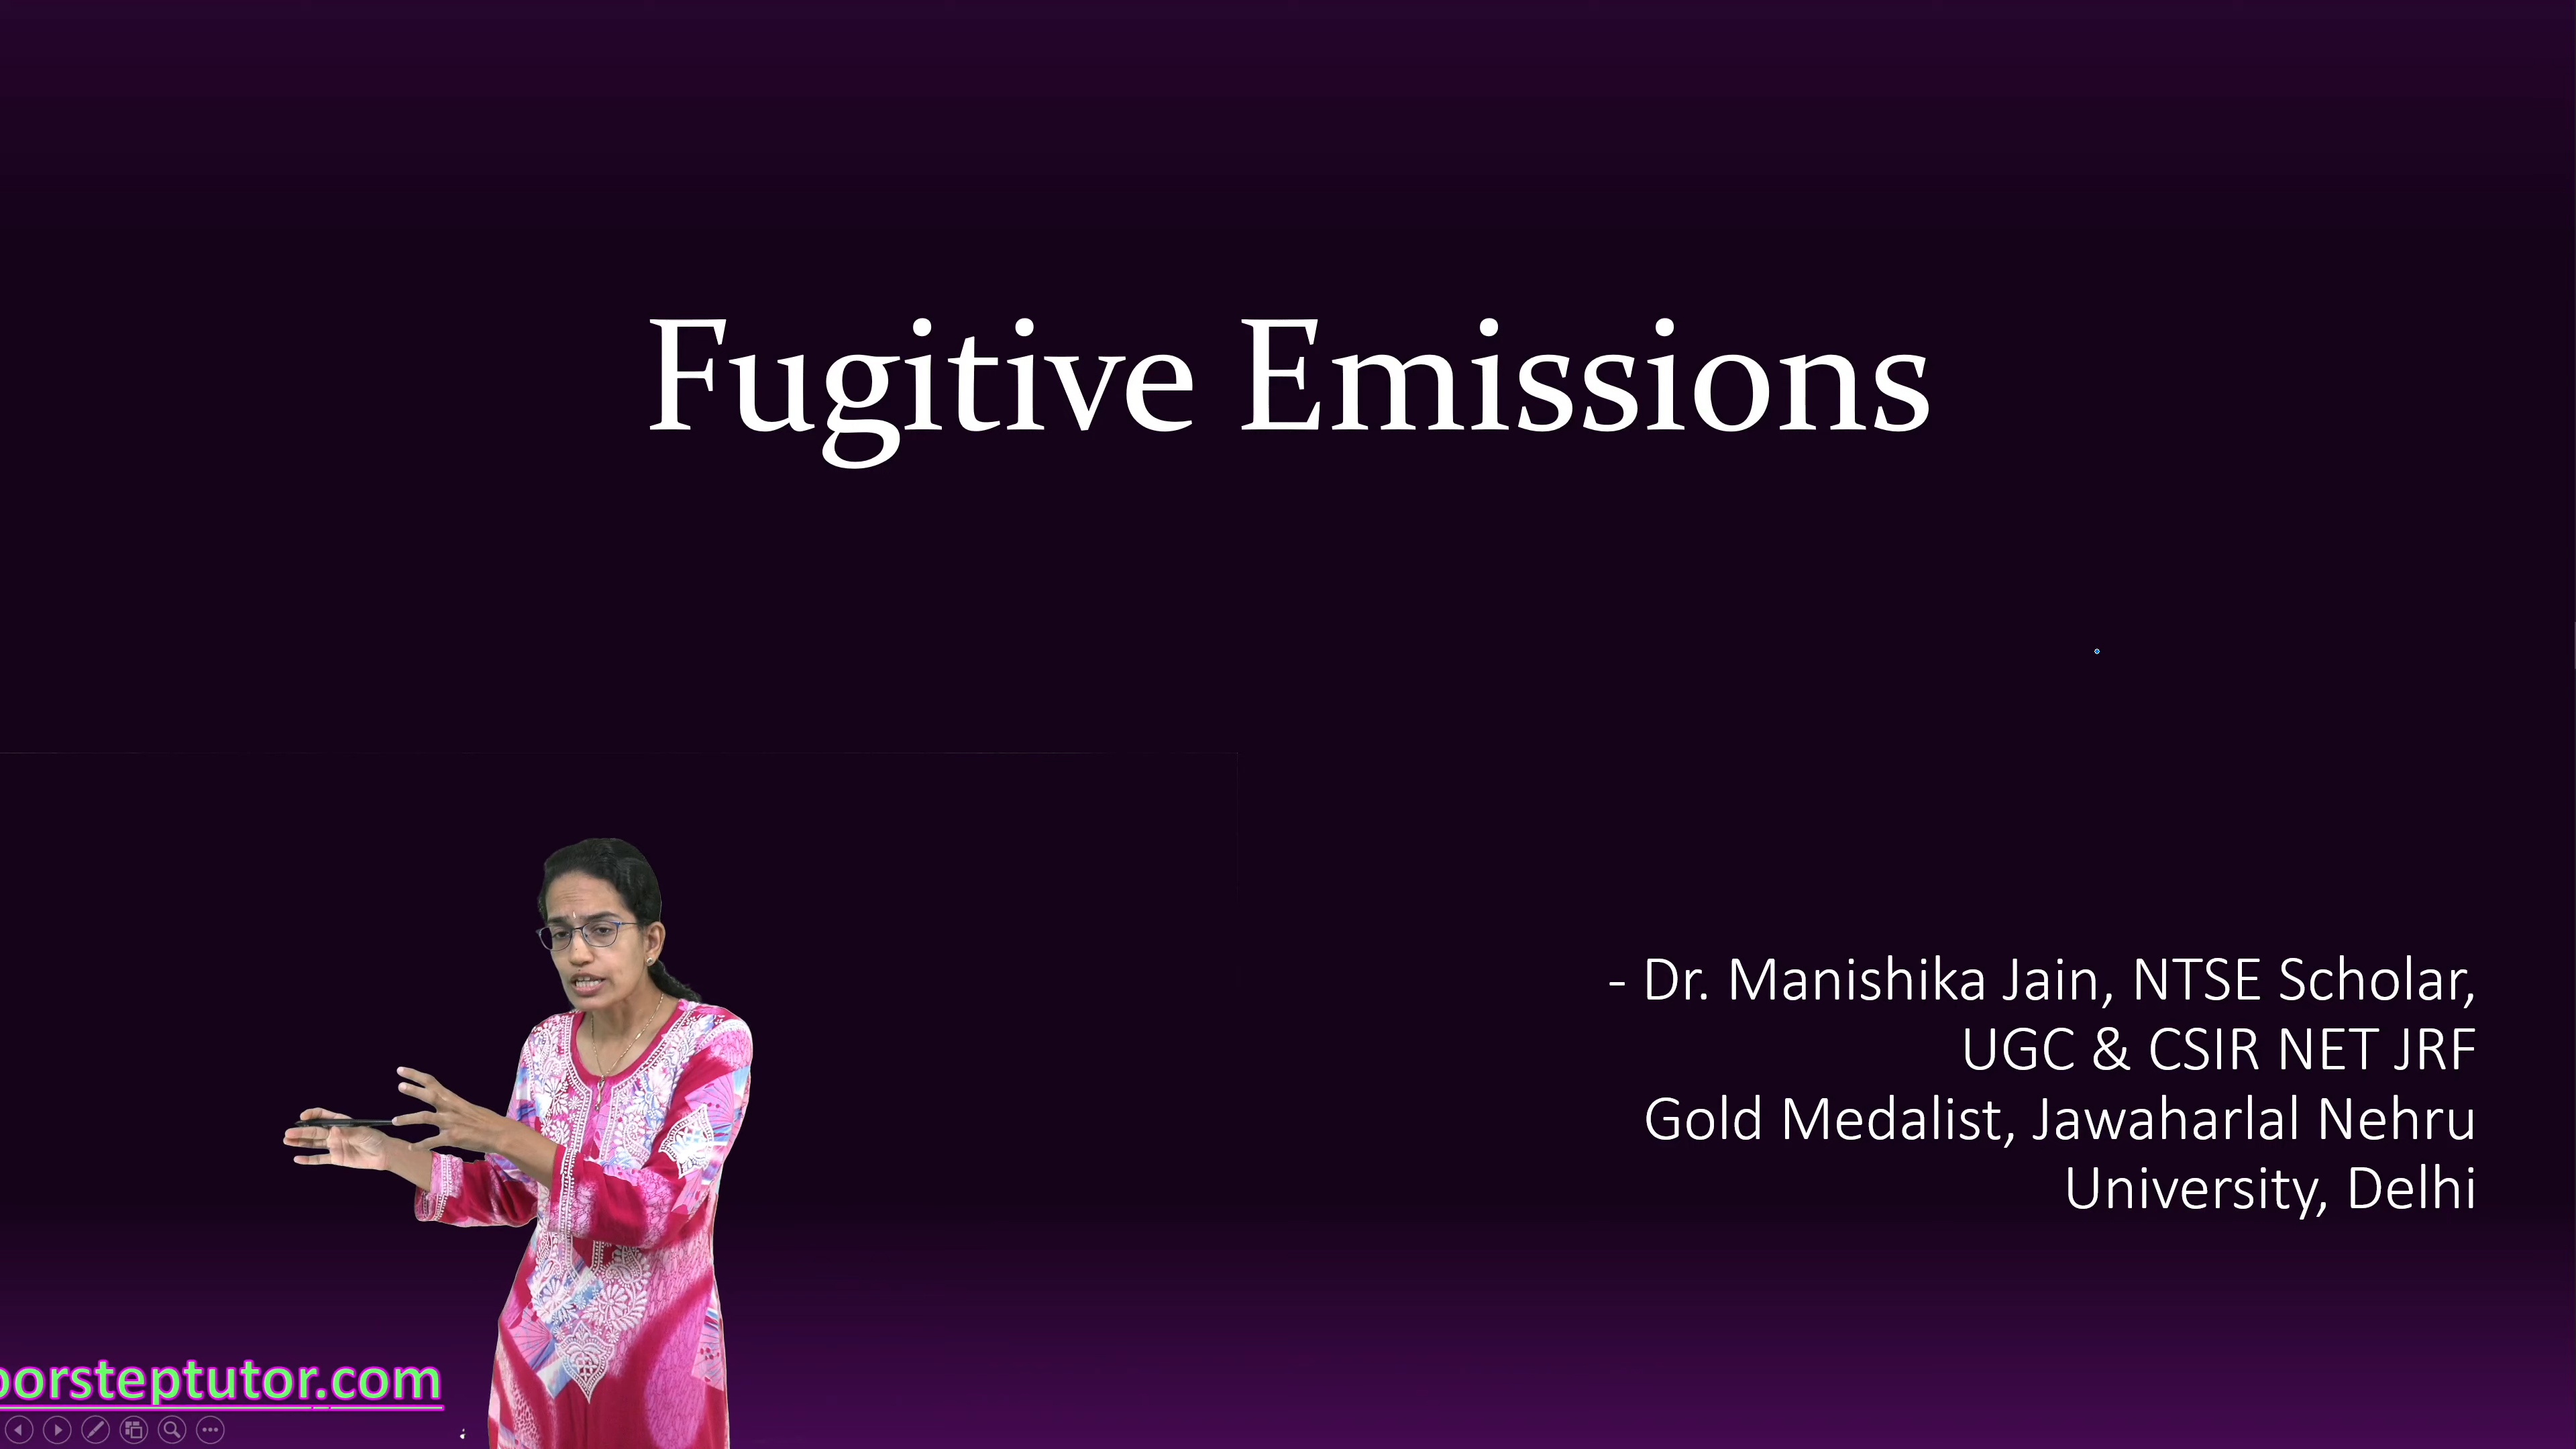 Fugitive Emissions
- Dr. Manishika Jain, NTSE Scholar,
UGC & CSIR NET JRF
Gold Medalist, Jawaharlal Nehru
University, Delhi
orsteptutor.com